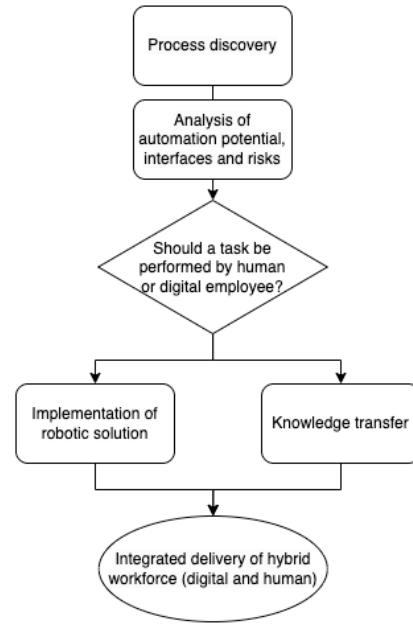 Process discovery
Analysis of
automation potential,
interfaces and risks
Should a task be
performed by human
or digital employee?
Implementation of
robotic solution
Knowledge transfer
Integrated delivery of hybrid
workforce (digital and human)